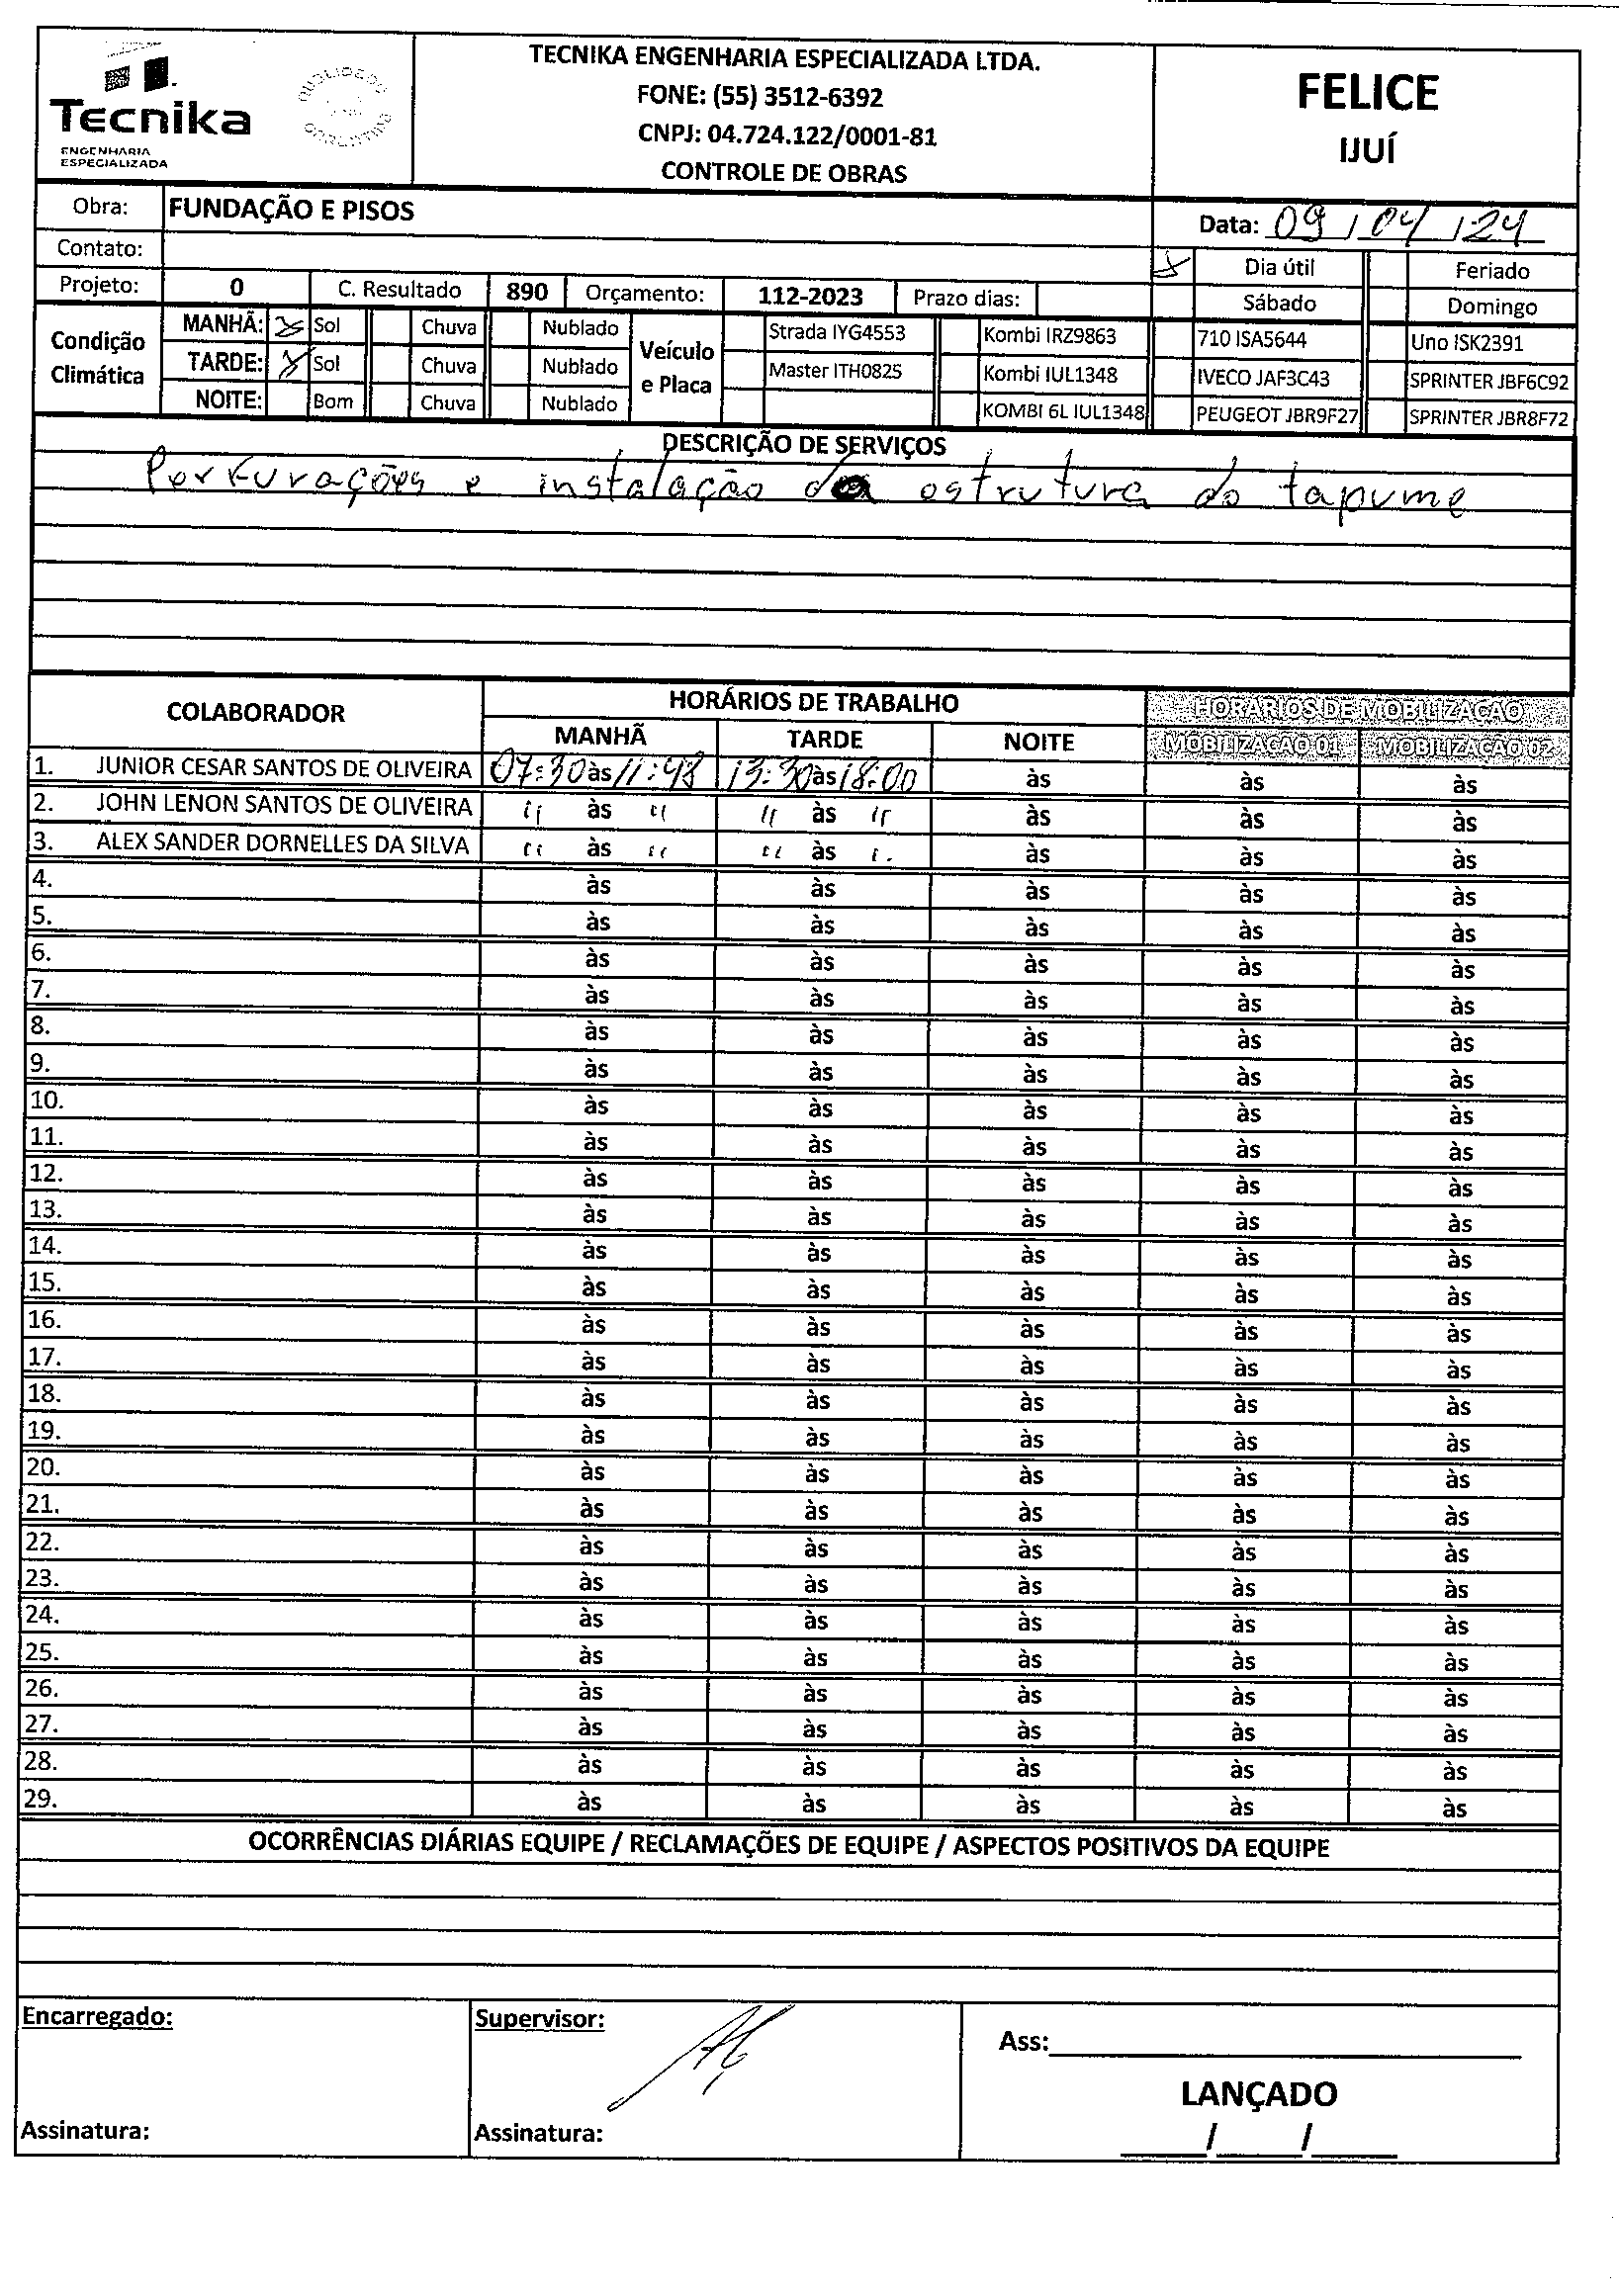 TECNIKA ENGENHARIA ESPECIALIZADA LTDA.
FONE: (55) 3512-6392
CNPJ: 04.724.122/0001-81
CONTROLE DE OBRAS
Tecnika
ENGENHARIA
ESPECIALIZADA
FELICE
IJUÍ
Obra: FUNDAÇÃO E PISOS
Data: 09/04/24
Contato:
Dia útil Feriado
Projeto: 0 C. Resultado 890 Orçamento: 112-2023 Prazo dias:
Sábado Domingo
Condição Climática
MANHÃ: Sol Chuva Nublado
TARDE: Sol Chuva Nublado
NOITE: Bom Chuva Nublado
Veículo e Placa
Strada IYG4553 Kombi IRZ9863 710 ISA5644 Uno ISK2391
Master ITH0825 Kombi IUL1348 IVECO JAF3C43 SPRINTER JBF6C92
KOMBI 6L IUL1348 PEUGEOT JBR9F27 SPRINTER JBR8F72
DESCRIÇÃO DE SERVIÇOS
Perfurações e instalação da estrutura do tapume
COLABORADOR HORÁRIOS DE TRABALHO HORÁRIOS DE MOBILIZAÇÃO
MANHÃ TARDE NOITE MOBILIZAÇÃO 01 MOBILIZAÇÃO 02
1. JUNIOR CESAR SANTOS DE OLIVEIRA 07:30 às 11:48 13:30 às 18:00 às às às
2. JOHN LENON SANTOS DE OLIVEIRA " às " " às " às às às
3. ALEX SANDER DORNELLES DA SILVA " às " " às " às às às
4. às às às às às
5. às às às às às
6. às às às às às
7. às às às às às
8. às às às às às
9. às às às às às
10. às às às às às
11. às às às às às
12. às às às às às
13. às às às às às
14. às às às às às
15. às às às às às
16. às às às às às
17. às às às às às
18. às às às às às
19. às às às às às
20. às às às às às
21. às às às às às
22. às às às às às
23. às às às às às
24. às às às às às
25. às às às às às
26. às às às às às
27. às às às às às
28. às às às às às
29. às às às às às
OCORRÊNCIAS DIÁRIAS EQUIPE / RECLAMAÇÕES DE EQUIPE / ASPECTOS POSITIVOS DA EQUIPE
Encarregado: Supervisor:
Ass:
LANÇADO
Assinatura: Assinatura:
/ /